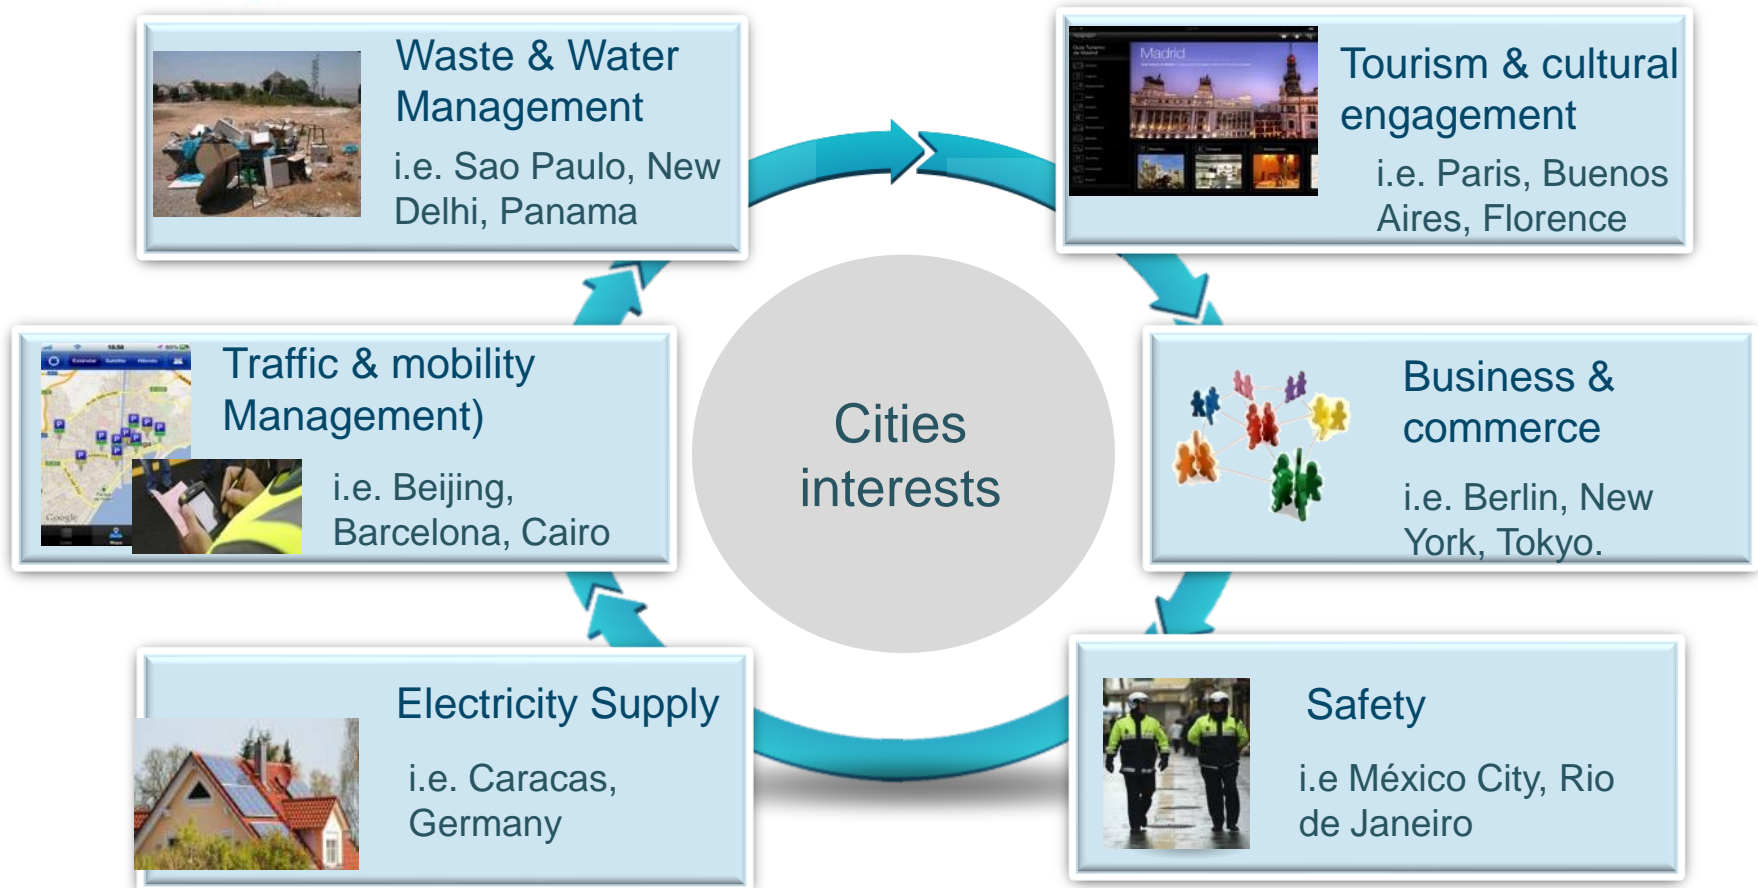 Waste & Water
Management
i.e. Sao Paulo, New
Delhi, Panama
Madrid
Tourism & cultural
engagement
i.e. Paris, Buenos
Aires, Florence
Traffic & mobility
Management)
i.e. Beijing,
Barcelona, Cairo
Google
Cities
interests
Business &
commerce
i.e. Berlin, New
York, Tokyo.
Electricity Supply
i.e. Caracas,
Germany
Safety
i.e México City, Rio
de Janeiro